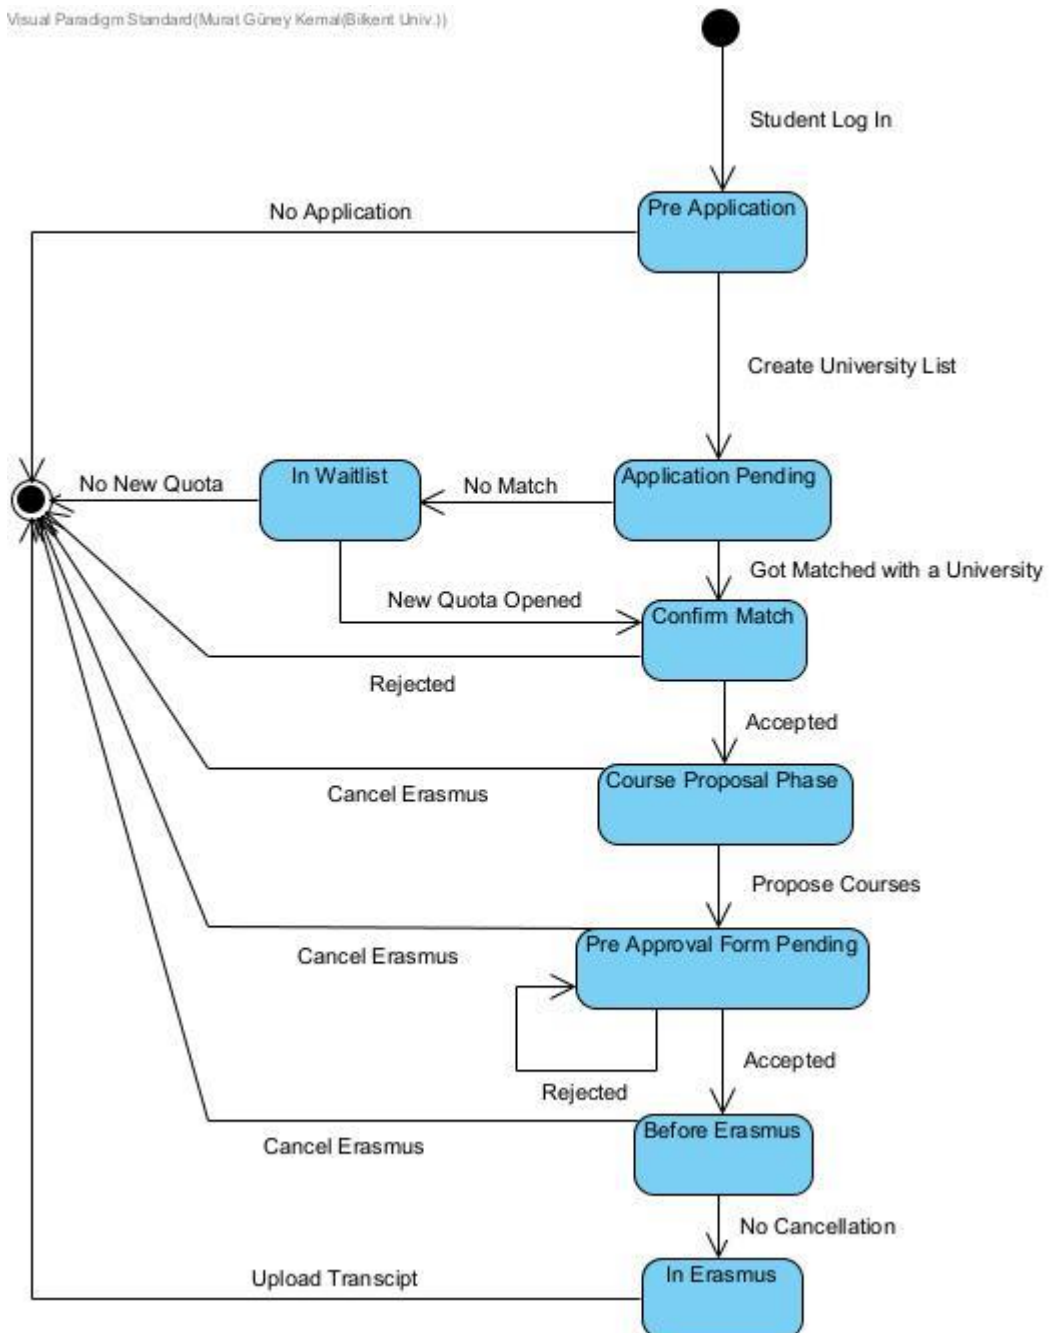 Visual Paradigm Standard(Murat Güney Kemal(Bilkent Univ.))
Student Log In
Pre Application
No Application
Create University List
No New Quota
In Waitlist
No Match
Application Pending
Got Matched with a University
New Quota Opened
Confirm Match
Rejected
Accepted
Course Proposal Phase
Cancel Erasmus
Propose Courses
Pre Approval Form Pending
Cancel Erasmus
Accepted
Rejected
Before Erasmus
Cancel Erasmus
No Cancellation
In Erasmus
Upload Transcipt